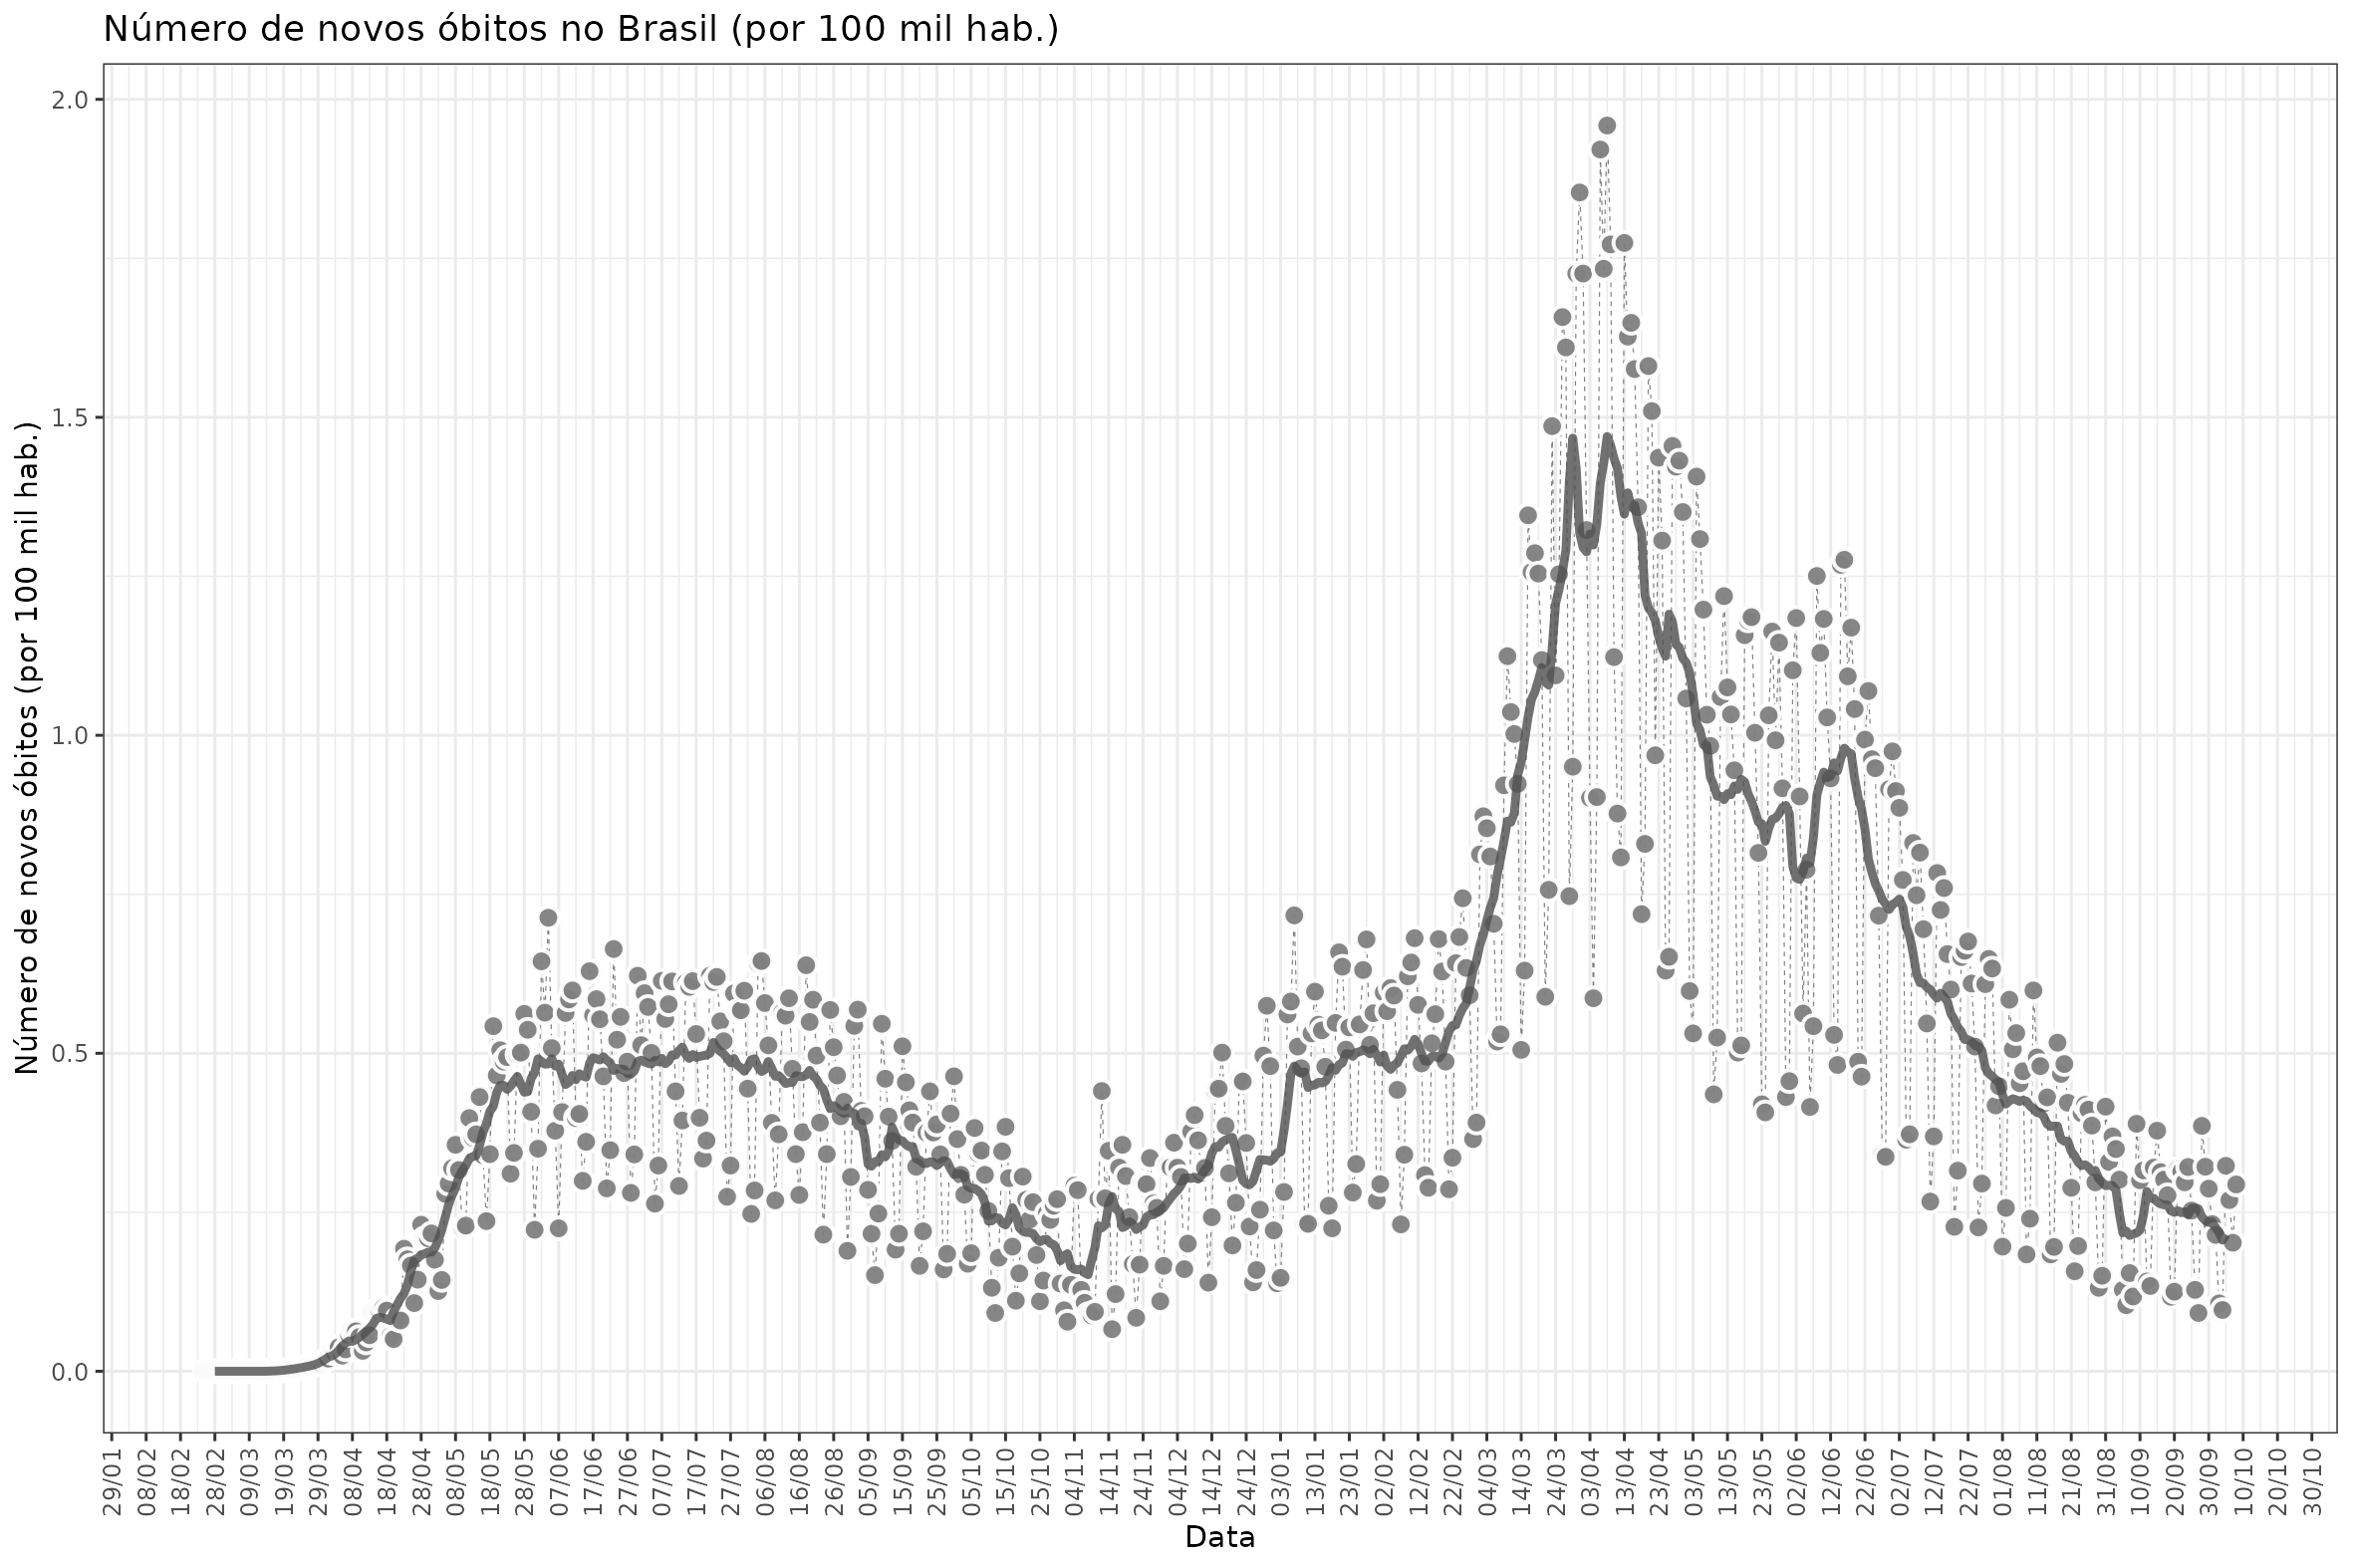 Número de novos óbitos no Brasil (por 100 mil hab.)
Número de novos óbitos (por 100 mil hab.)
2.0
1.5
1.0
0.5
0.0
29/01 08/02 18/02 28/02 09/03 19/03 29/03 08/04 18/04 28/04 08/05 18/05 28/05 07/06 17/06 27/06 07/07 17/07 27/07 06/08 16/08 26/08 05/09 15/09 25/09 05/10 15/10 25/10 04/11 14/11 24/11 04/12 14/12 24/12 03/01 13/01 23/01 02/02 12/02 22/02 04/03 14/03 24/03 03/04 13/04 23/04 03/05 13/05 23/05 02/06 12/06 22/06 02/07 12/07 22/07 01/08 11/08 21/08 31/08 10/09 20/09 30/09 10/10 20/10 30/10
Data